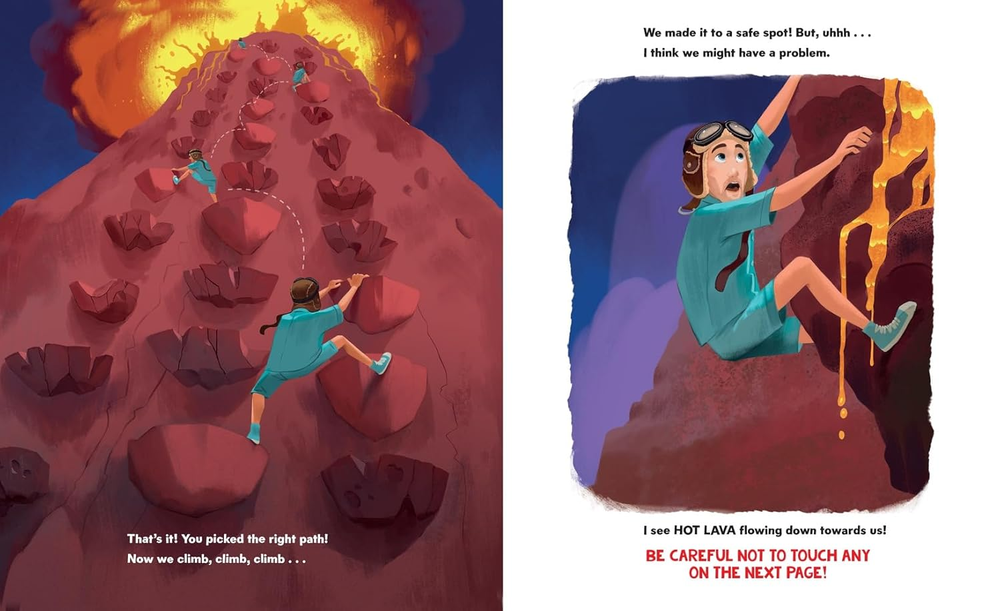 That's it! You picked the right path!
Now we climb, climb, climb . . .
We made it to a safe spot! But, uhhh . . .
I think we might have a problem.
I see HOT LAVA flowing down towards us!
BE CAREFUL NOT TO TOUCH ANY
ON THE NEXT PAGE!